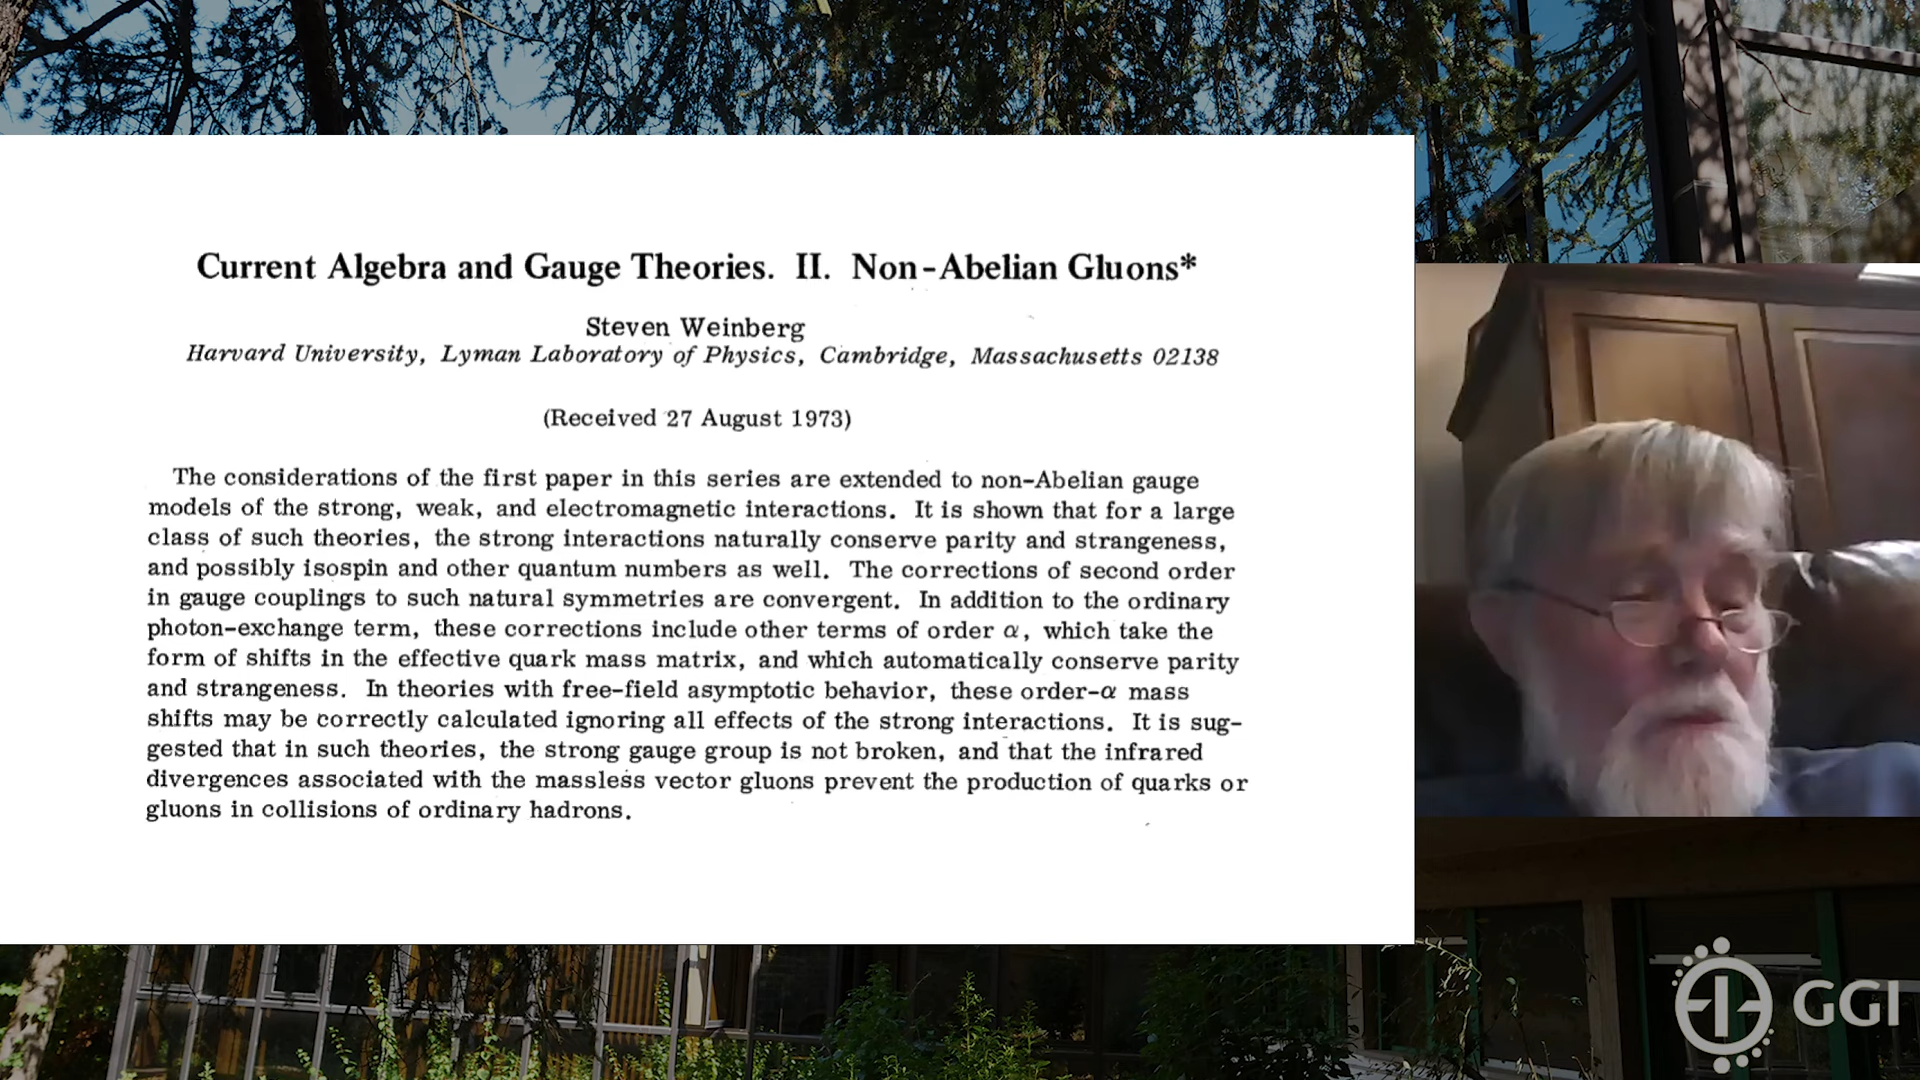 Current Algebra and Gauge Theories. II. Non-Abelian Gluons*
Steven Weinberg
Harvard University, Lyman Laboratory of Physics, Cambridge, Massachusetts 02138
(Received 27 August 1973)
The considerations of the first paper in this series are extended to non-Abelian gauge
models of the strong, weak, and electromagnetic interactions. It is shown that for a large
class of such theories, the strong interactions naturally conserve parity and strangeness,
and possibly isospin and other quantum numbers as well. The corrections of second order
in gauge couplings to such natural symmetries are convergent. In addition to the ordinary
photon-exchange term, these corrections include other terms of order α, which take the
form of shifts in the effective quark mass matrix, and which automatically conserve parity
and strangeness. In theories with free-field asymptotic behavior, these order-α mass
shifts may be correctly calculated ignoring all effects of the strong interactions. It is sug-
gested that in such theories, the strong gauge group is not broken, and that the infrared
divergences associated with the massless vector gluons prevent the production of quarks or
gluons in collisions of ordinary hadrons.
GGI